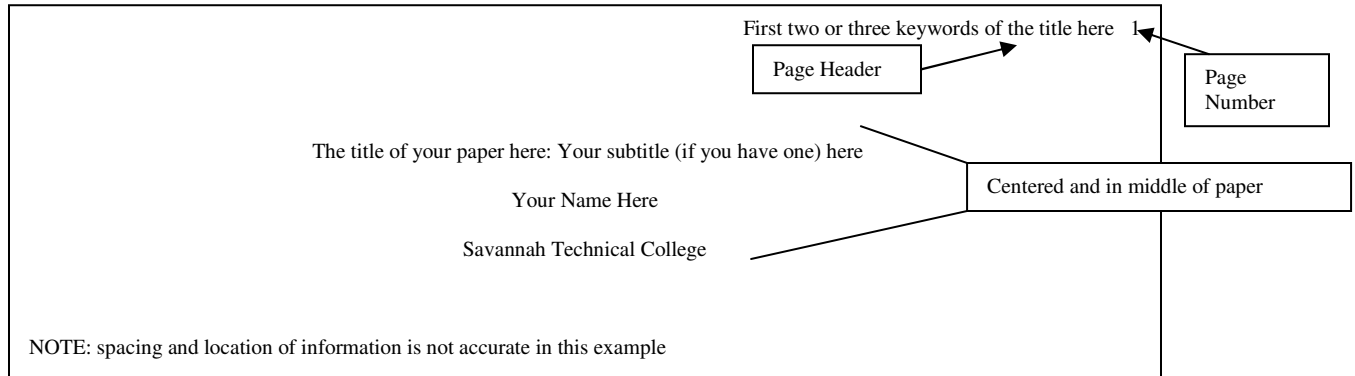 First two or three keywords of the title here 1
Page Header
Page
Number
The title of your paper here: Your subtitle (if you have one) here
Centered and in middle of paper
Your Name Here
Savannah Technical College
NOTE: spacing and location of information is not accurate in this example